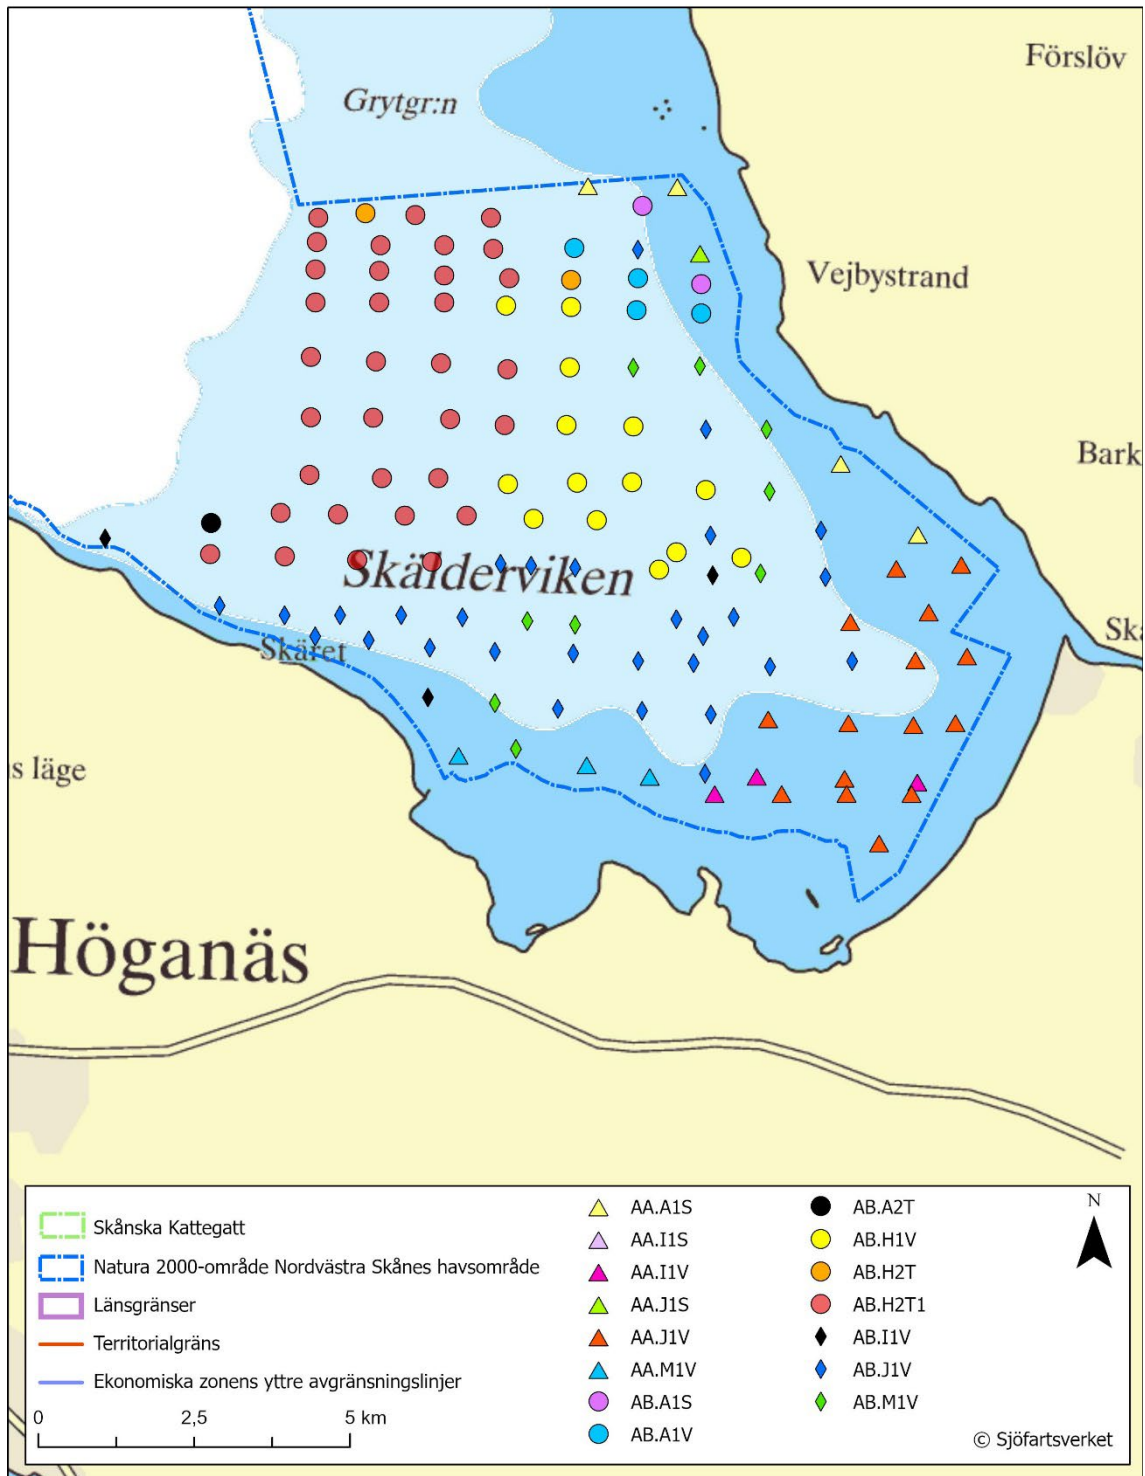 Förslöv
Grytgr:n
Vejbystrand
Bark
Skälderviken
Skäret
Skä
s läge
Höganäs
Skånska Kattegatt
Natura 2000-område Nordvästra Skånes havsområde
Länsgränser
Territorialgräns
Ekonomiska zonens yttre avgränsningslinjer
0 2,5 5 km
AA.A1S
AA.I1S
AA.I1V
AA.J1S
AA.J1V
AA.M1V
AB.A1S
AB.A1V
AB.A2T
AB.H1V
AB.H2T
AB.H2T1
AB.I1V
AB.J1V
AB.M1V
N
© Sjöfartsverket